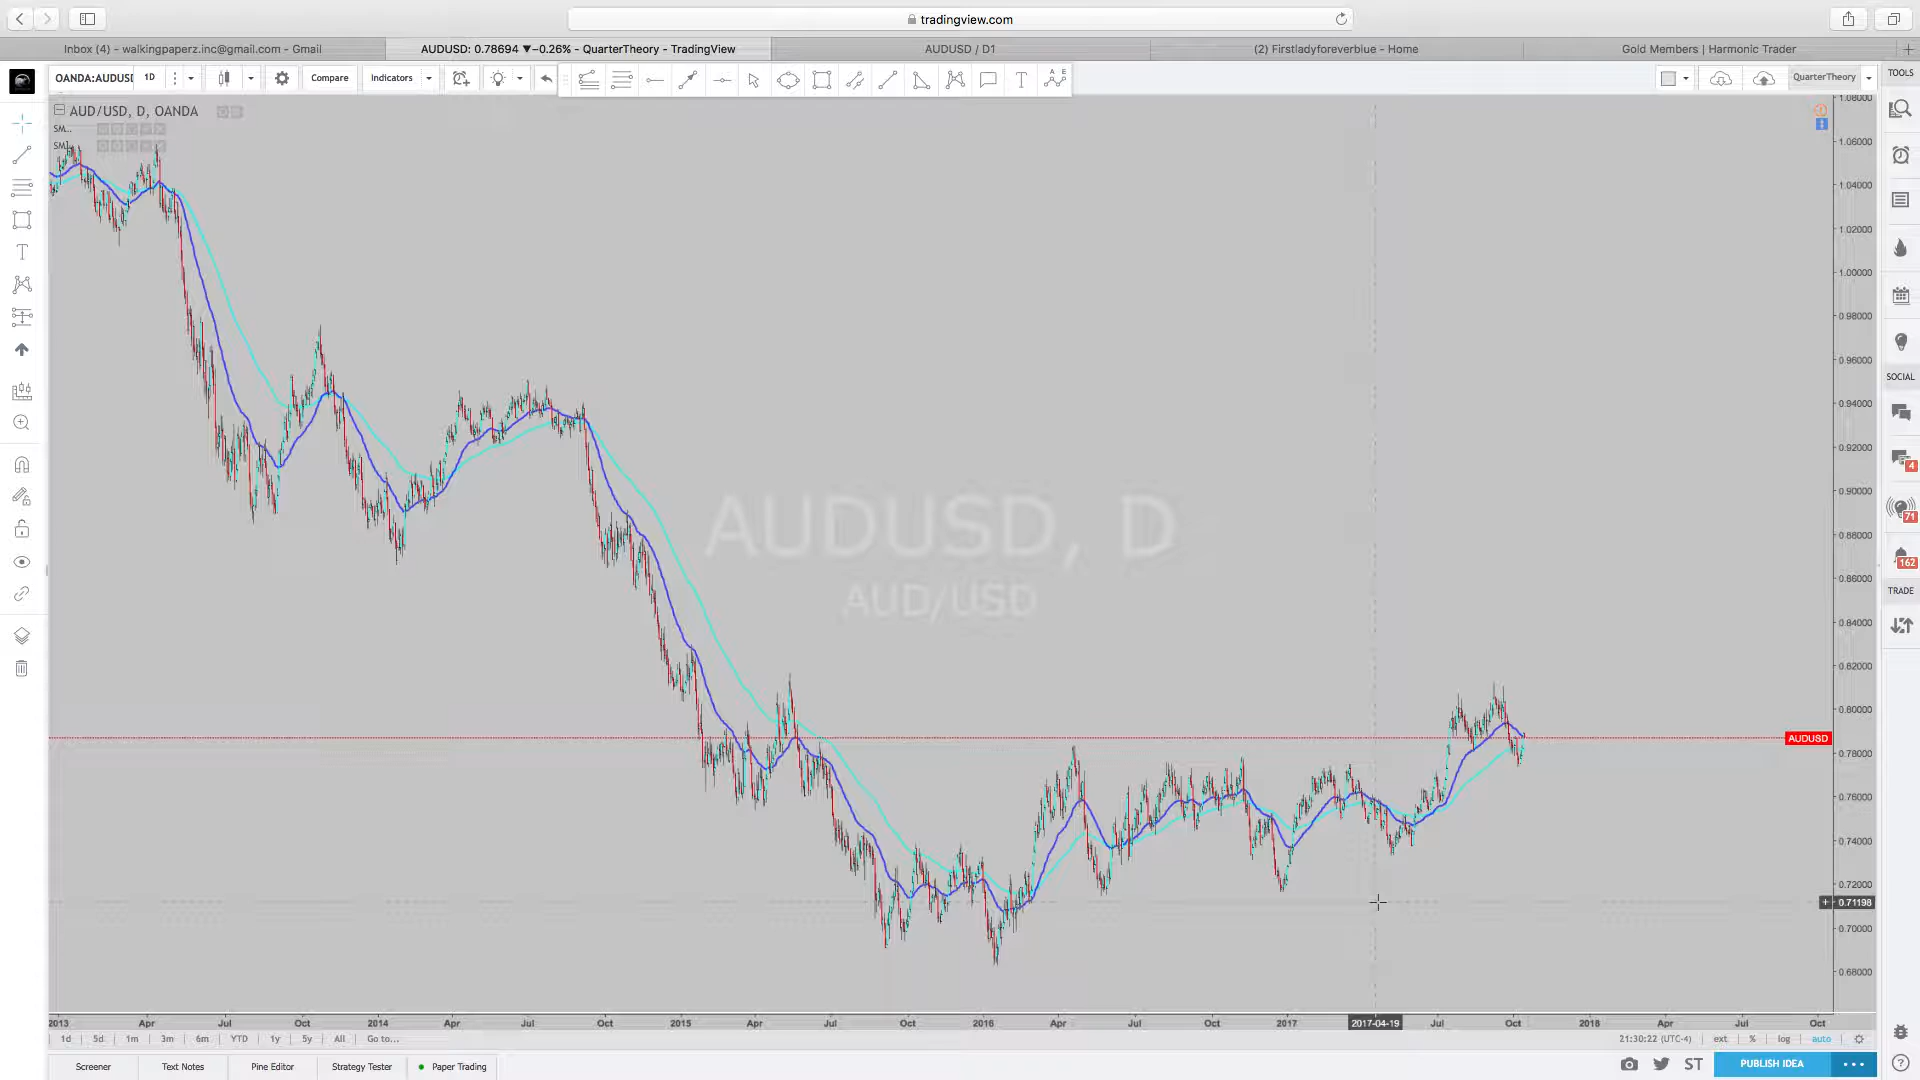 tradingview.com
Inbox (4) - walkingpaperz.inc@gmail.com - Gmail
AUDUSD: 0.78694 ▼−0.26% - QuarterTheory - TradingView
AUDUSD / D1
(2) Firstladyforeverblue - Home
Gold Members | Harmonic Trader
OANDA:AUDUSD
1D
Compare
Indicators
QuarterTheory
TOOLS
AUD/USD, D, OANDA
SM...
SM
1.08000
1.06000
1.04000
1.02000
1.00000
0.98000
0.96000
0.94000
0.92000
0.90000
0.88000
0.86000
0.84000
0.82000
0.80000
AUDUSD
0.78000
0.76000
0.74000
0.72000
0.71198
0.70000
0.68000
SOCIAL
4
71
162
TRADE
AUDUSD, D
AUD/USD
2013
Apr
Jul
Oct
2014
Apr
Jul
Oct
2015
Apr
Jul
Oct
2016
Apr
Jul
Oct
2017
2017-04-19
Jul
Oct
2018
Apr
Jul
Oct
1d
5d
1m
3m
6m
YTD
1y
5y
All
Go to...
21:30:22 (UTC-4)
ext
%
log
auto
Screener
Text Notes
Pine Editor
Strategy Tester
Paper Trading
ST
PUBLISH IDEA